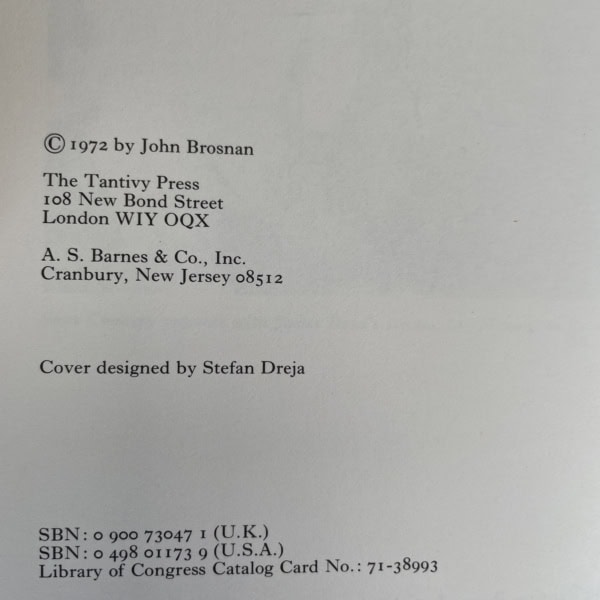 © 1972 by John Brosnan
The Tantivy Press
108 New Bond Street
London WIY OQX
A. S. Barnes & Co., Inc.
Cranbury, New Jersey 08512
Cover designed by Stefan Dreja
SBN: 0 900 73047 1 (U.K.)
SBN: 0 498 01173 9 (U.S.A.)
Library of Congress Catalog Card No.: 71-38993